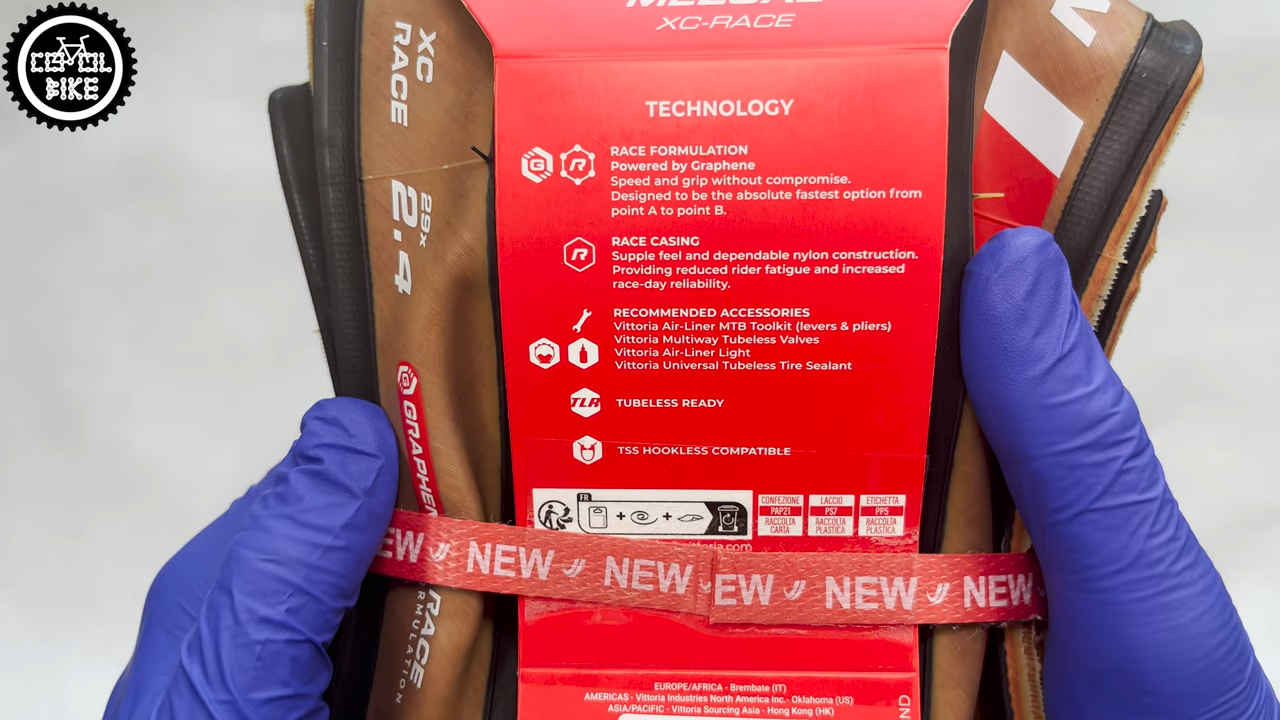 CEVOL
BIKE
XC-RACE
TECHNOLOGY
RACE FORMULATION
Powered by Graphene
Speed and grip without compromise.
Designed to be the absolute fastest option from
point A to point B.
RACE CASING
Supple feel and dependable nylon construction.
Providing reduced rider fatigue and increased
race-day reliability.
RECOMMENDED ACCESSORIES
Vittoria Air-Liner MTB Toolkit (levers & pliers)
Vittoria Multiway Tubeless Valves
Vittoria Air-Liner Light
Vittoria Universal Tubeless Tire Sealant
TLR
TUBELESS READY
TSS HOOKLESS COMPATIBLE
FR
CONFEZIONE
PAP21
RACCOLTA
CARTA
LACCIO
PS7
RACCOLTA
PLASTICA
ETICHETTA
PP5
RACCOLTA
PLASTICA
EW NEW NEW EW NEW NEW
EUROPE/AFRICA - Brembate (IT)
AMERICAS - Vittoria Industries North America Inc.- Oklahoma (US)
ASIA/PACIFIC - Vittoria Sourcing Asia - Hong Kong (HK)
XC
RACE
29x
2.4
G GRAPHEN
RACE
RMULATION